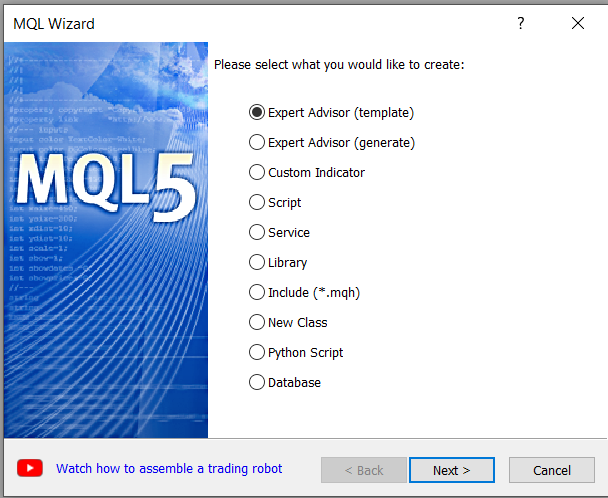 MQL Wizard
?
Please select what you would like to create:
Expert Advisor (template)
Expert Advisor (generate)
Custom Indicator
Script
Service
Library
Include (*.mqh)
New Class
Python Script
Database
MQL5
Watch how to assemble a trading robot
< Back
Next >
Cancel